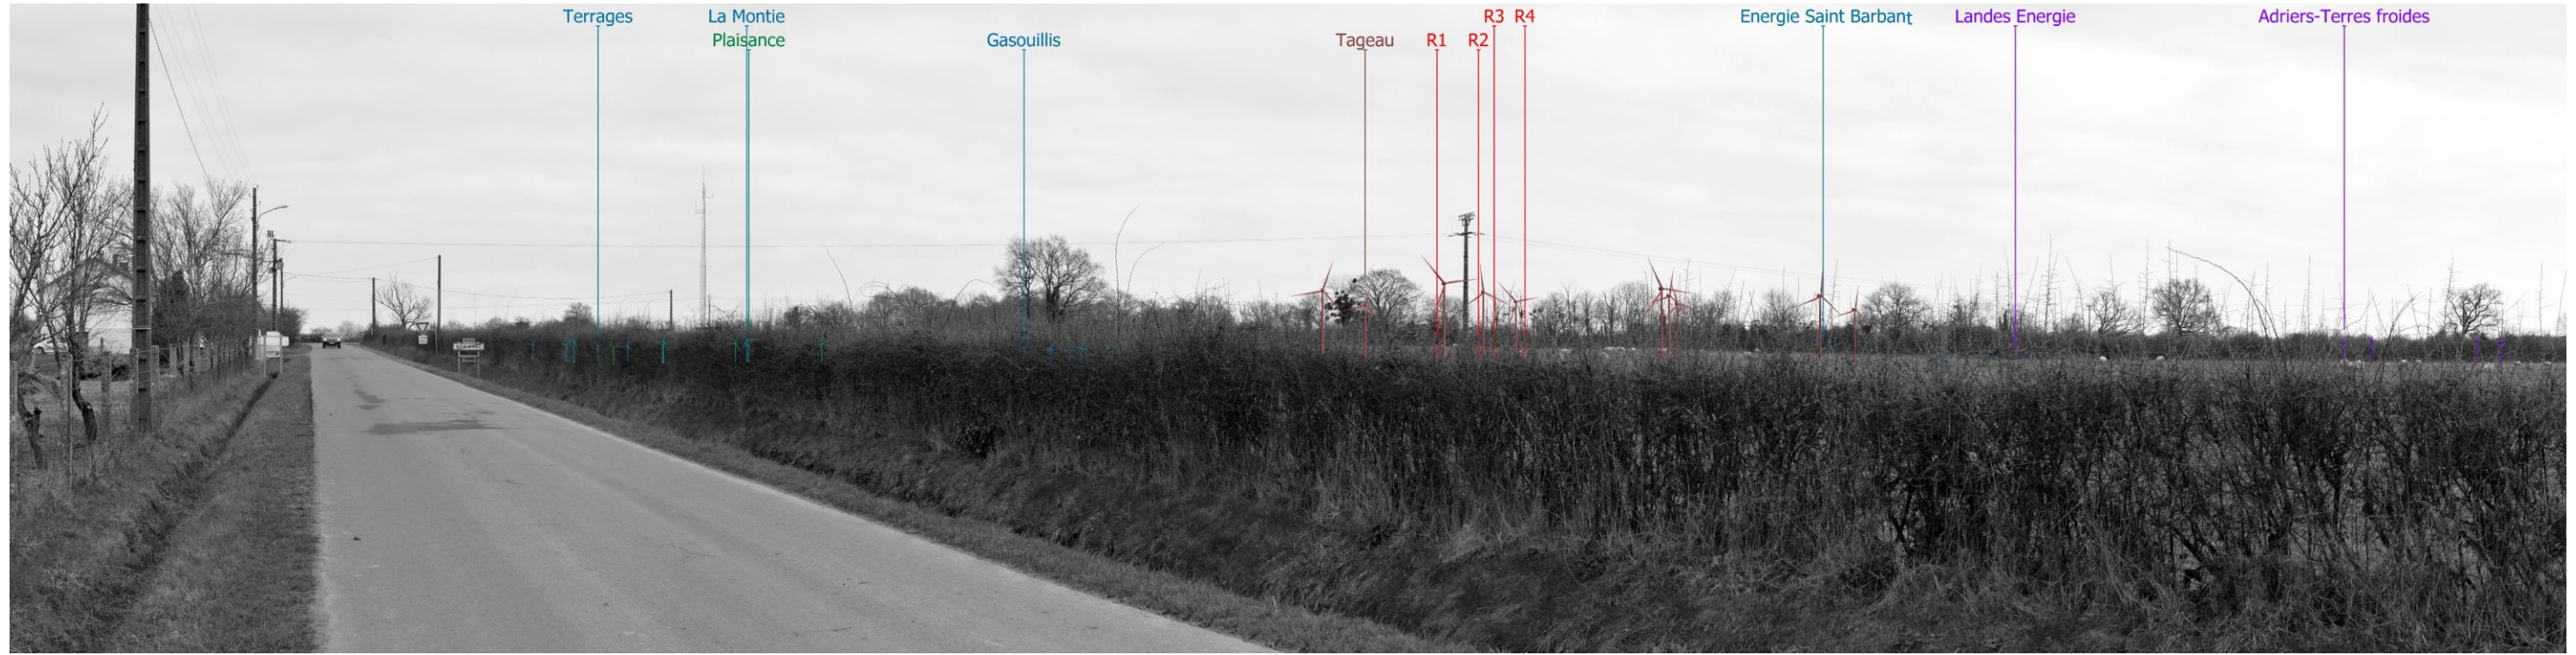 Terrages
La Montie
R3 R4
Energie Saint Barbant
Landes Energie
Adriers-Terres froides
Plaisance
Gasouillis
Tageau
R1
R2